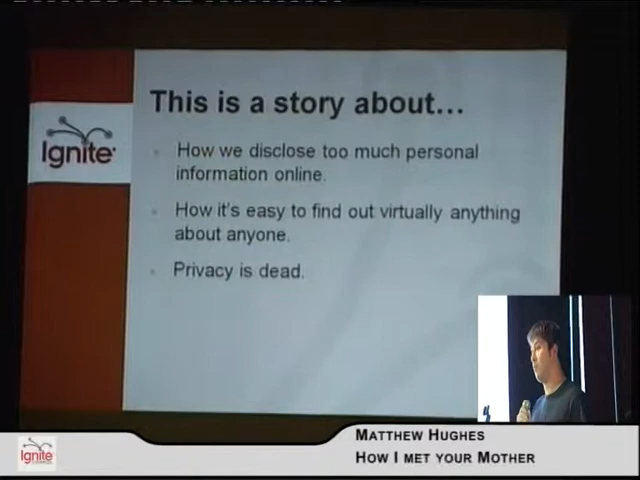 This is a story about...
Ignite
How we disclose too much personal
information online.
How it's easy to find out virtually anything
about anyone.
Privacy is dead.
MATTHEW HUGHES
HOW I MET YOUR MOTHER
Ignite